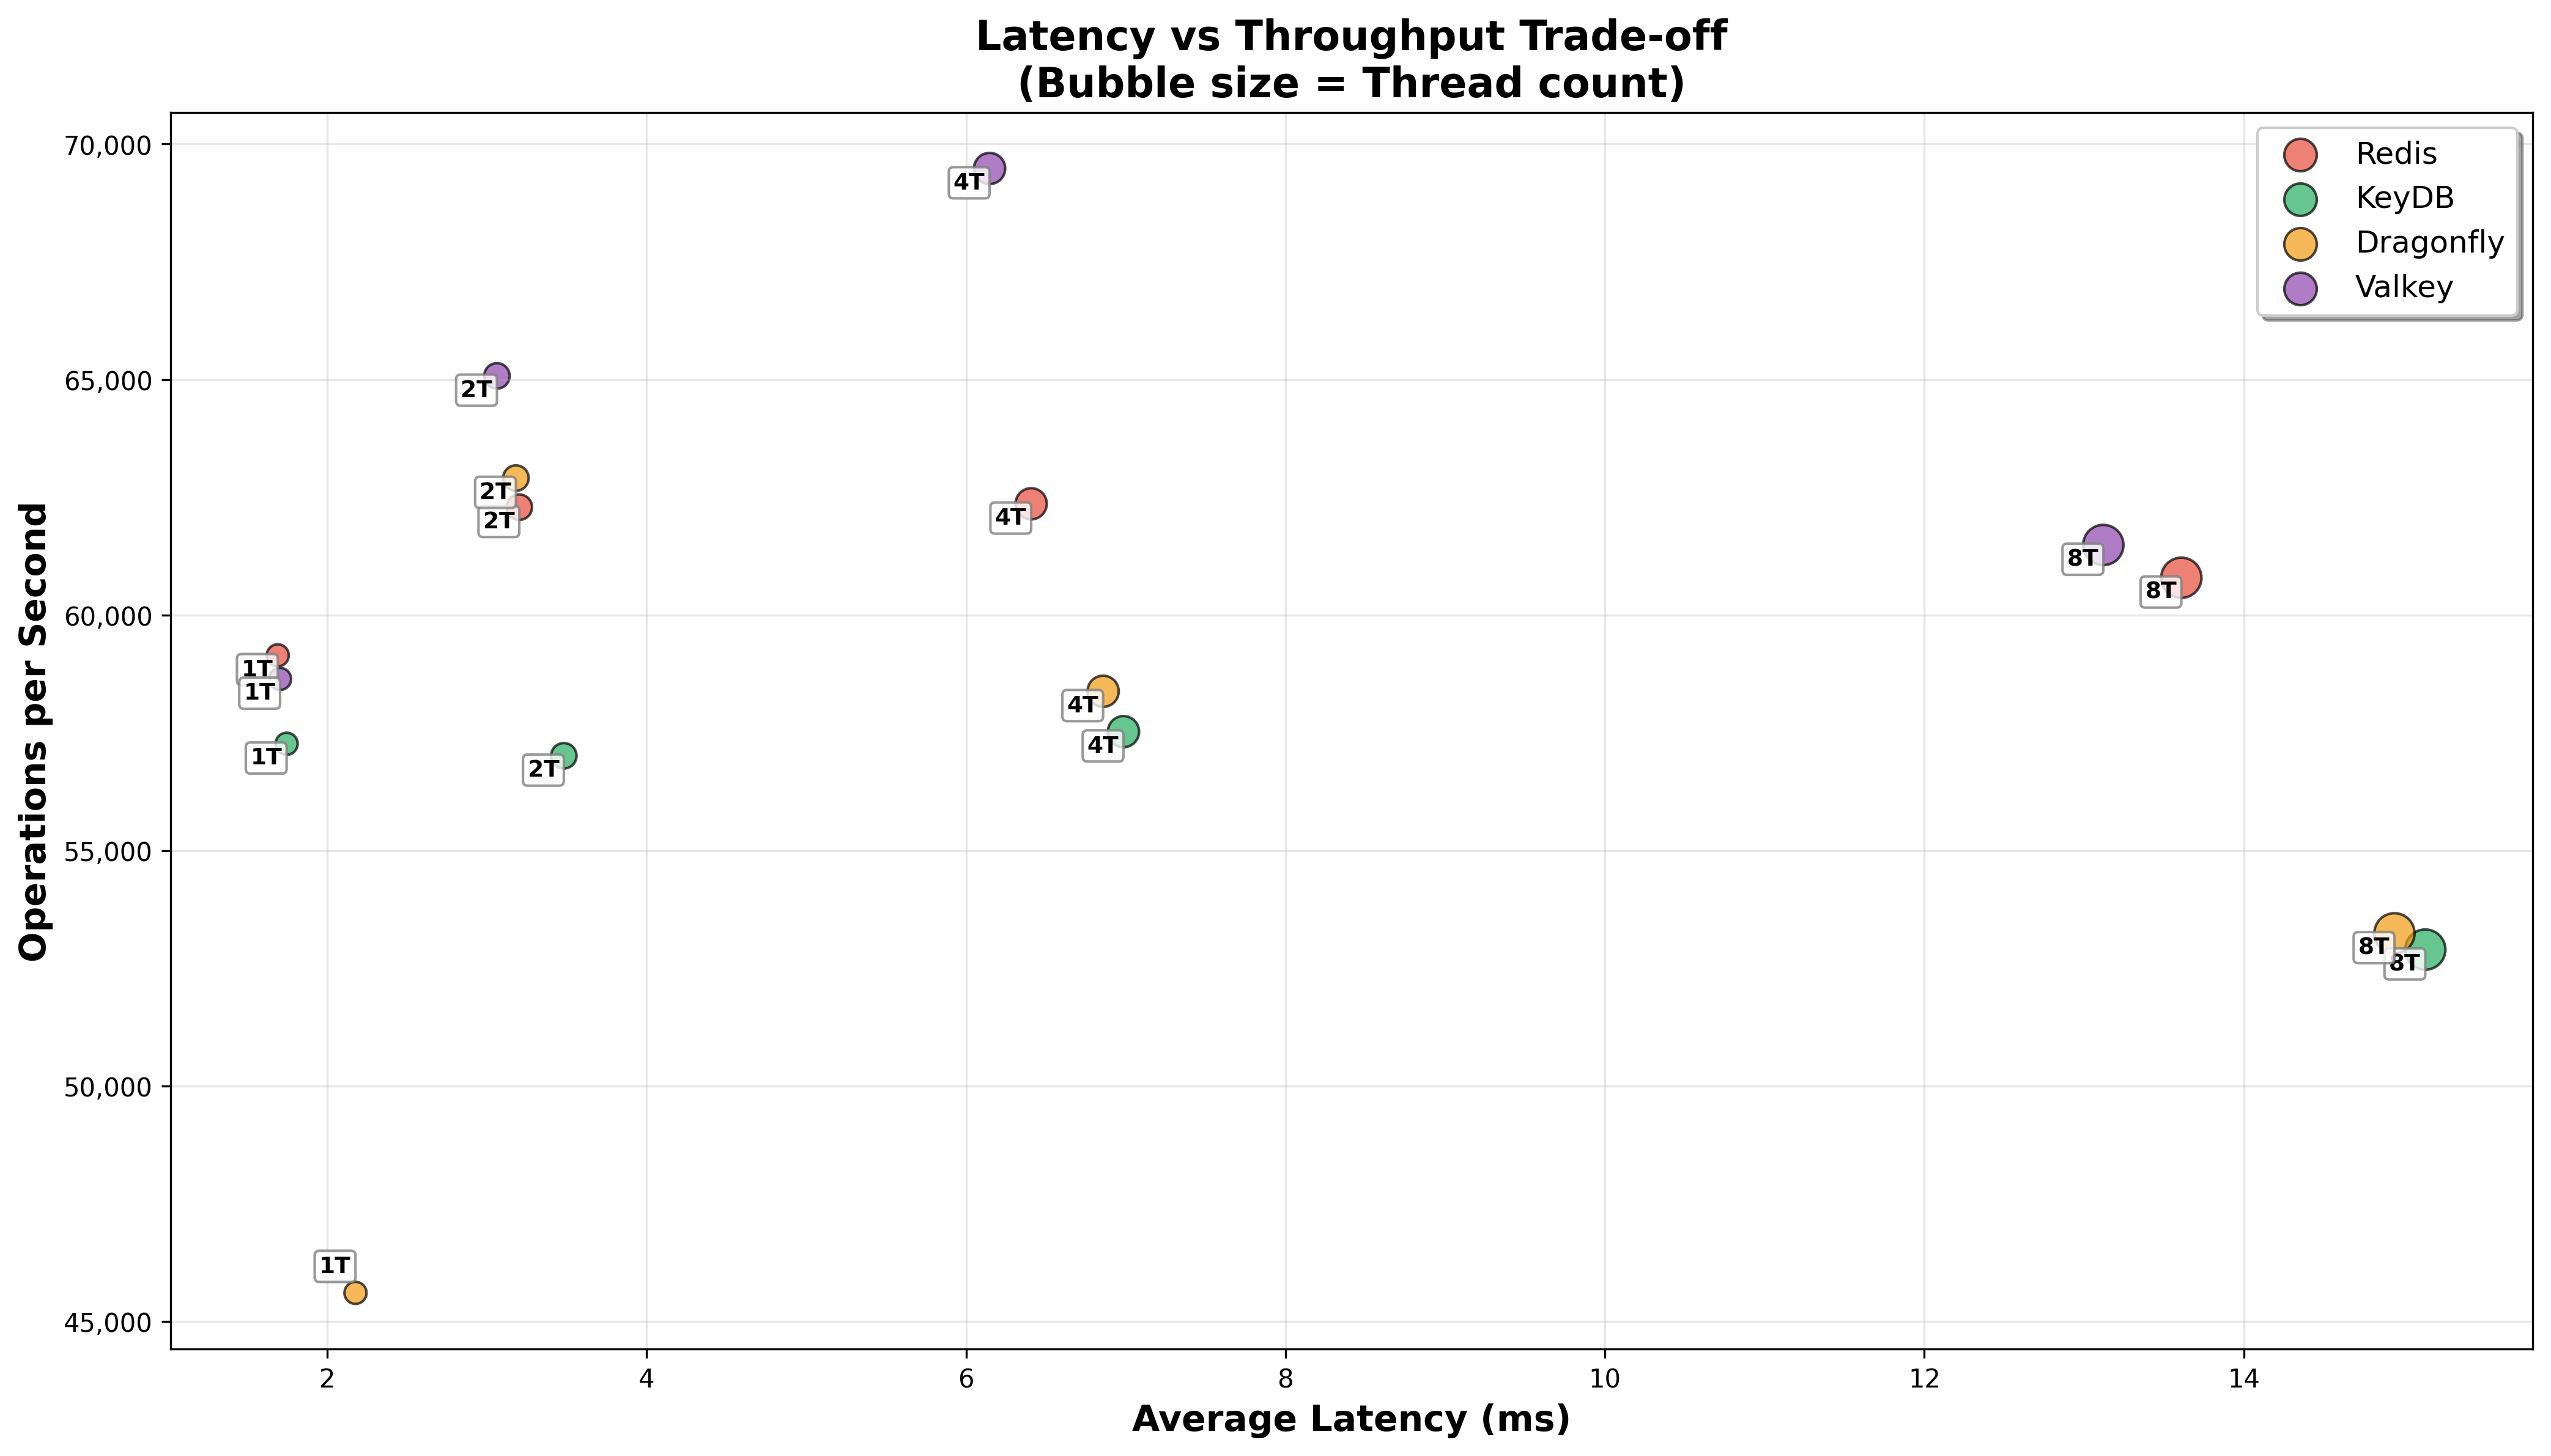 Latency vs Throughput Trade-off
(Bubble size = Thread count)
Redis
KeyDB
Dragonfly
Valkey
Operations per Second
70,000
65,000
60,000
55,000
50,000
45,000
4T
2T
2T
2T
4T
8T
8T
1T
1T
1T
2T
4T
4T
8T
8T
1T
2
4
6
8
10
12
14
Average Latency (ms)